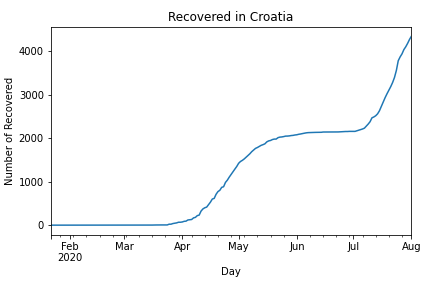 Recovered in Croatia
Number of Recovered
4000
3000
2000
1000
0
Feb Mar Apr May Jun Jul Aug
2020
Day